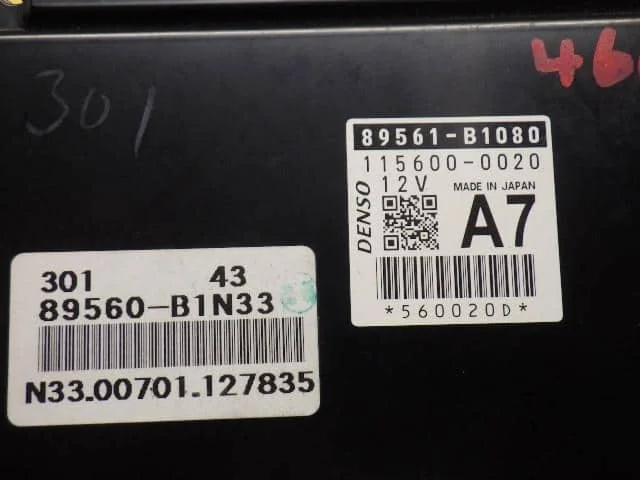 301
46
89561-B1080
115600-0020
12V MADE IN JAPAN
DENSO
A7
*560020D*
301 43
89560-B1N33
N33.00701.127835